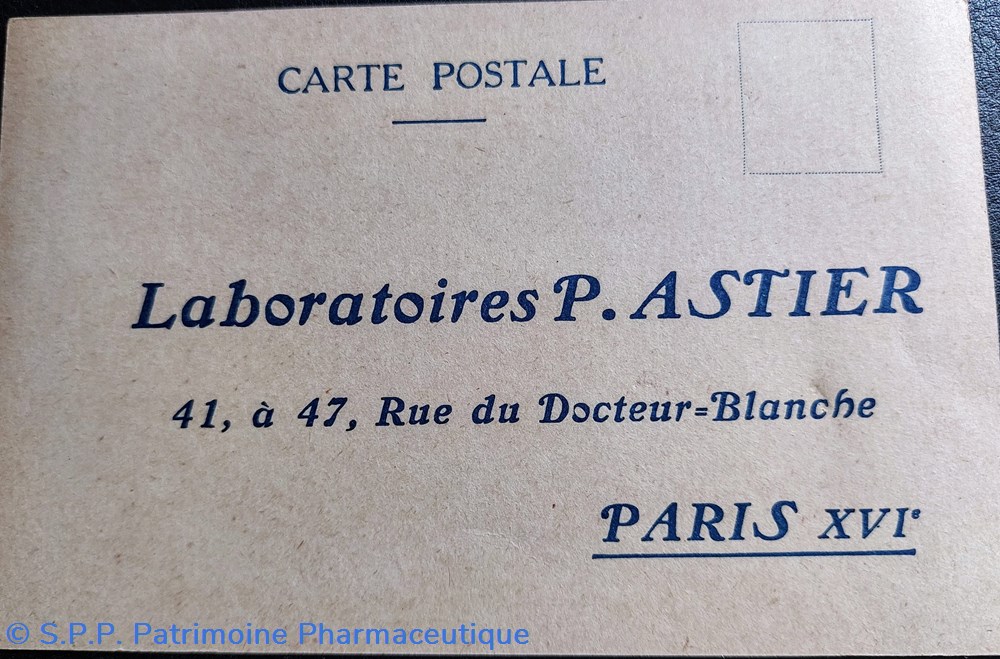 CARTE POSTALE
Laboratoires P. ASTIER
41, à 47, Rue du Docteur=Blanche
PARIS XVIᵉ
© S.P.P. Patrimoine Pharmaceutique